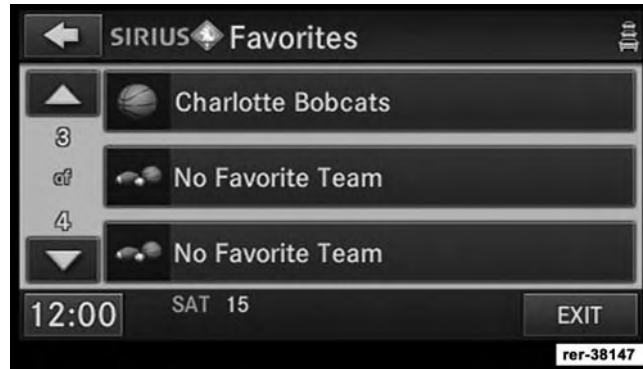 SIRIUS Favorites
Charlotte Bobcats
3
of
4
No Favorite Team
No Favorite Team
12:00
SAT 15
EXIT
rer-38147